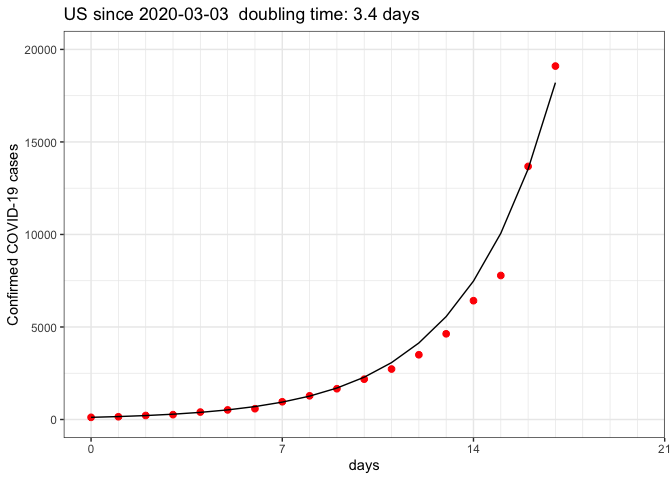 US since 2020-03-03  doubling time: 3.4 days
20000
15000
10000
5000
0
Confirmed COVID-19 cases
0 7 14 21
days